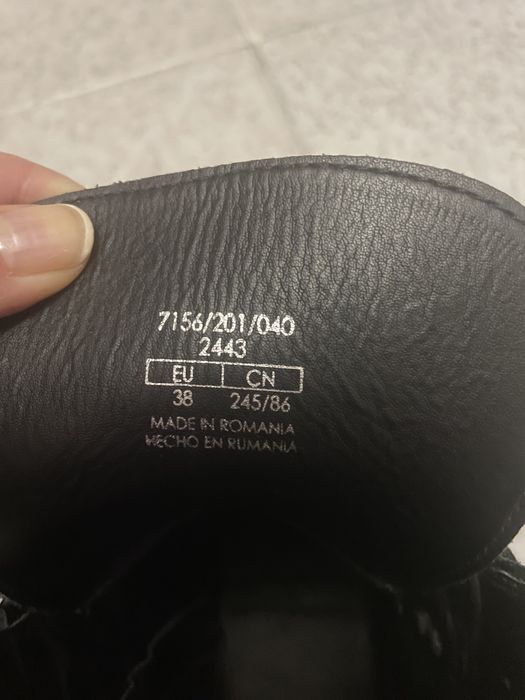 7156/201/040
2443
EU CN
38 245/86
MADE IN ROMANIA
HECHO EN RUMANIA